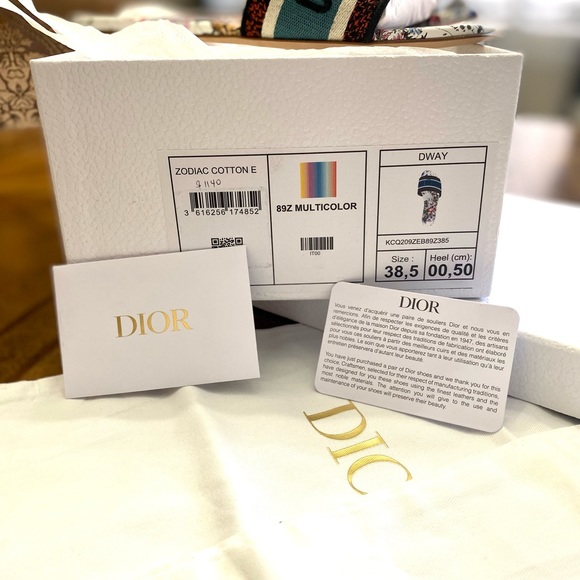 ZODIAC COTTON E
$1140
3 616256 174852
89Z MULTICOLOR
1T00
DWAY
KCQ209ZEB89Z385
Size :
38,5
Heel (cm):
00,50
DIOR
DIOR
Vous venez d'acquérir une paire de souliers Dior et nous vous en
remercions. Afin de respecter les exigences de qualité et les critères
d'élégance de la maison Dior depuis sa fondation en 1947, des artisans
sélectionnés pour leur respect des traditions de fabrication ont élaboré
pour vous ces souliers à partir des meilleurs cuirs et des matériaux les
plus nobles. Le soin que vous apporterez tant à leur utilisation qu'à leur
entretien préservera d'autant leur beauté.
You have just purchased a pair of Dior shoes and we thank you for this
choice. Craftsmen, selected for their respect of manufacturing traditions,
have designed for you these shoes using the finest leathers and the
most noble materials. The attention you will give to the use and
maintenance of your shoes will preserve their beauty.
DIC